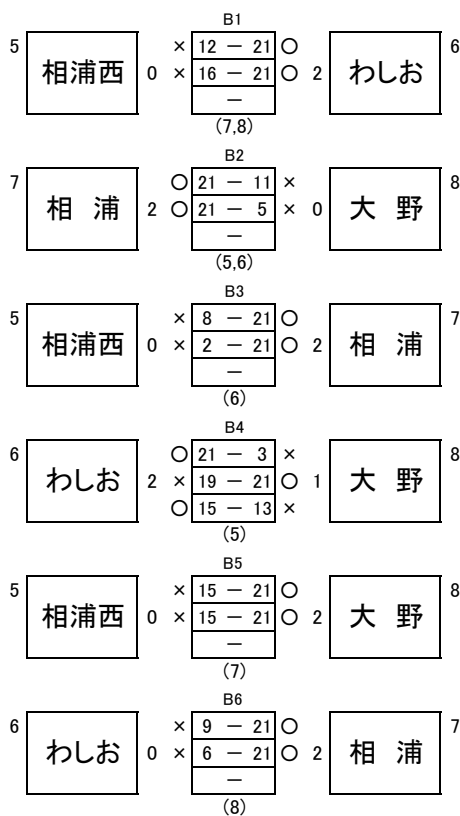 B1
5 相浦西 0 × 12 － 21 〇 2 わしお 6
× 16 － 21 〇
－
(7,8)
B2
7 相　浦 2 〇 21 － 11 × 0 大　野 8
〇 21 － 5 ×
－
(5,6)
B3
5 相浦西 0 × 8 － 21 〇 2 相　浦 7
× 2 － 21 〇
－
(6)
B4
6 わしお 2 〇 21 － 3 × 1 大　野 8
× 19 － 21 〇
〇 15 － 13 ×
(5)
B5
5 相浦西 0 × 15 － 21 〇 2 大　野 8
× 15 － 21 〇
－
(7)
B6
6 わしお 0 × 9 － 21 〇 2 相　浦 7
× 6 － 21 〇
－
(8)